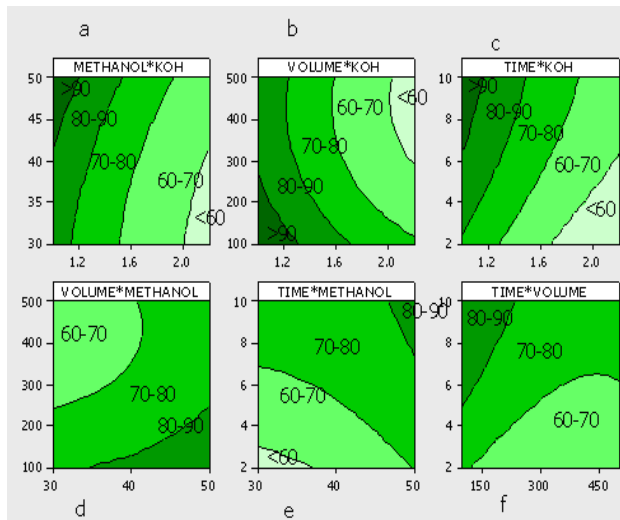 a b c
METHANOL*KOH VOLUME*KOH TIME*KOH
50 >90 500 <60 10 >90
80-90 60-70 80-90
45 400 8
70-80 70-80 70-80
40 300 6
60-70 80-90 60-70
35 200 4
<60 >90 <60
30 100 2
1.2 1.6 2.0 1.2 1.6 2.0 1.2 1.6 2.0
VOLUME*METHANOL TIME*METHANOL TIME*VOLUME
500 10 80-90 10 80-90
60-70 70-80 70-80
400 8 8
300 6 6
70-80 60-70 60-70
200 80-90 4 4
100 2 <60 2
30 40 50 30 40 50 150 300 450
d e f